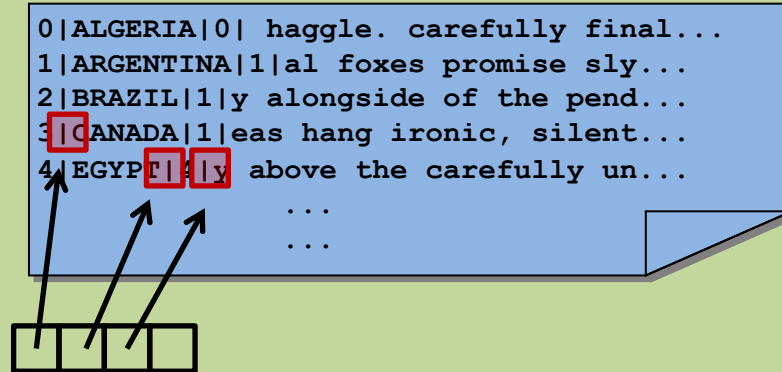 0|ALGERIA|0| haggle. carefully final...
1|ARGENTINA|1|al foxes promise sly...
2|BRAZIL|1|y alongside of the pend...
3|CANADA|1|eas hang ironic, silent...
4|EGYPT|4|y above the carefully un...
...
...